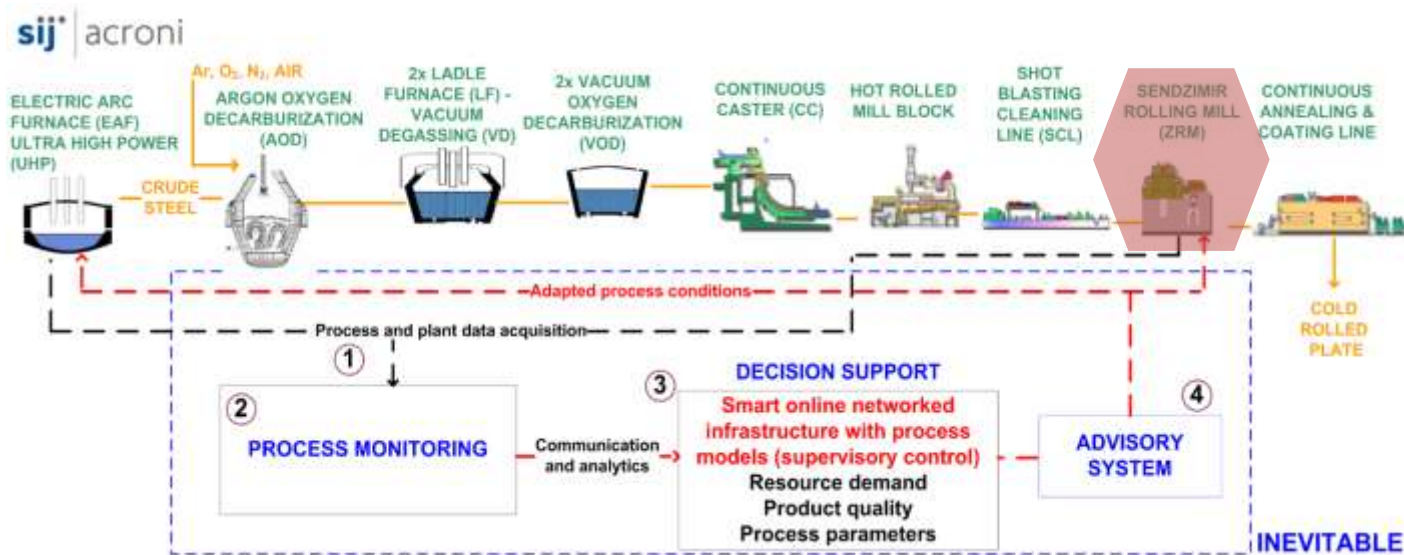 sij acroni
ELECTRIC ARC
FURNACE (EAF)
ULTRA HIGH POWER
(UHP)
CRUDE
STEEL
Ar, O₂, N₂, AIR
ARGON OXYGEN
DECARBURIZATION
(AOD)
2x LADLE
FURNACE (LF) -
VACUUM
DEGASSING (VD)
2x VACUUM
OXYGEN
DECARBURIZATION
(VOD)
CONTINUOUS
CASTER (CC)
HOT ROLLED
MILL BLOCK
SHOT
BLASTING
CLEANING
LINE (SCL)
SENDZIMIR
ROLLING MILL
(ZRM)
CONTINUOUS
ANNEALING &
COATING LINE
COLD
ROLLED
PLATE
Adapted process conditions
Process and plant data acquisition
1
2
PROCESS MONITORING
Communication
and analytics
3
DECISION SUPPORT
Smart online networked
infrastructure with process
models (supervisory control)
Resource demand
Product quality
Process parameters
4
ADVISORY
SYSTEM
INEVITABLE